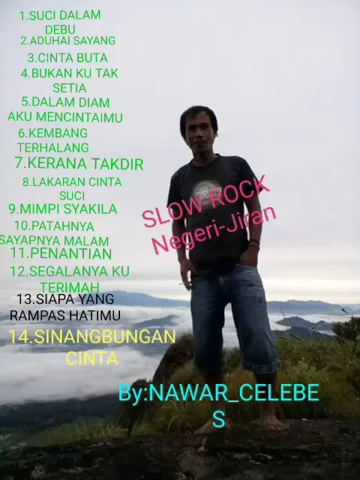 1.SUCI DALAM
DEBU
2.ADUHAI SAYANG
3.CINTA BUTA
4.BUKAN KU TAK
SETIA
5.DALAM DIAM
AKU MENCINTAIMU
6.KEMBANG
TERHALANG
7.KERANA TAKDIR
8.LAKARAN CINTA
SUCI
9.MIMPI SYAKILA
10.PATAHNYA
SAYAPNYA MALAM
11.PENANTIAN
12.SEGALANYA KU
TERIMAH
13.SIAPA YANG
RAMPAS HATIMU
14.SINANGBUNGAN
CINTA
SLOW ROCK
Negeri-Jiran
By:NAWAR_CELEBE
S